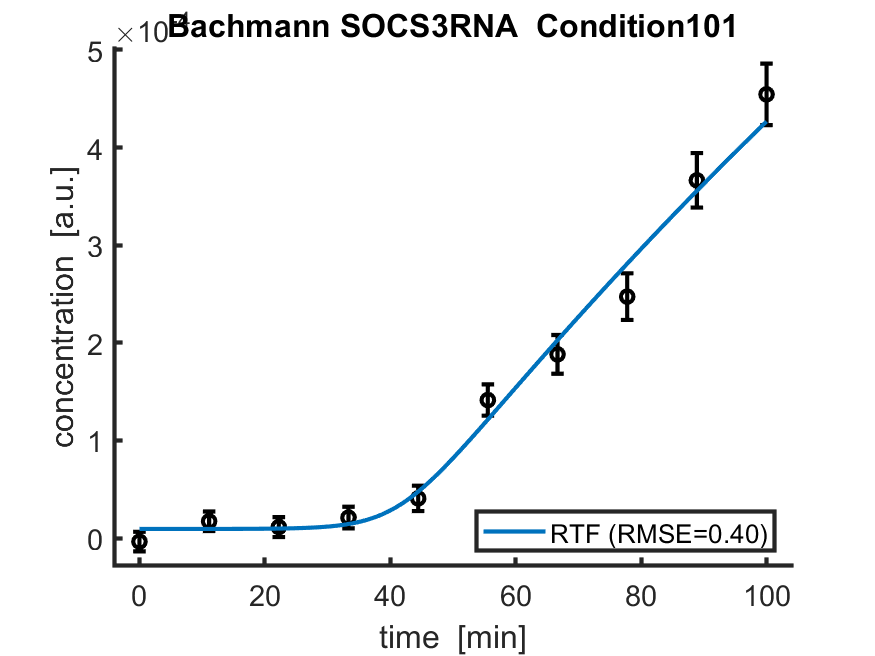 ×10
Bachmann SOCS3RNA Condition101
5
4
3
2
1
0
concentration [a.u.]
RTF (RMSE=0.40)
0 20 40 60 80 100
time [min]